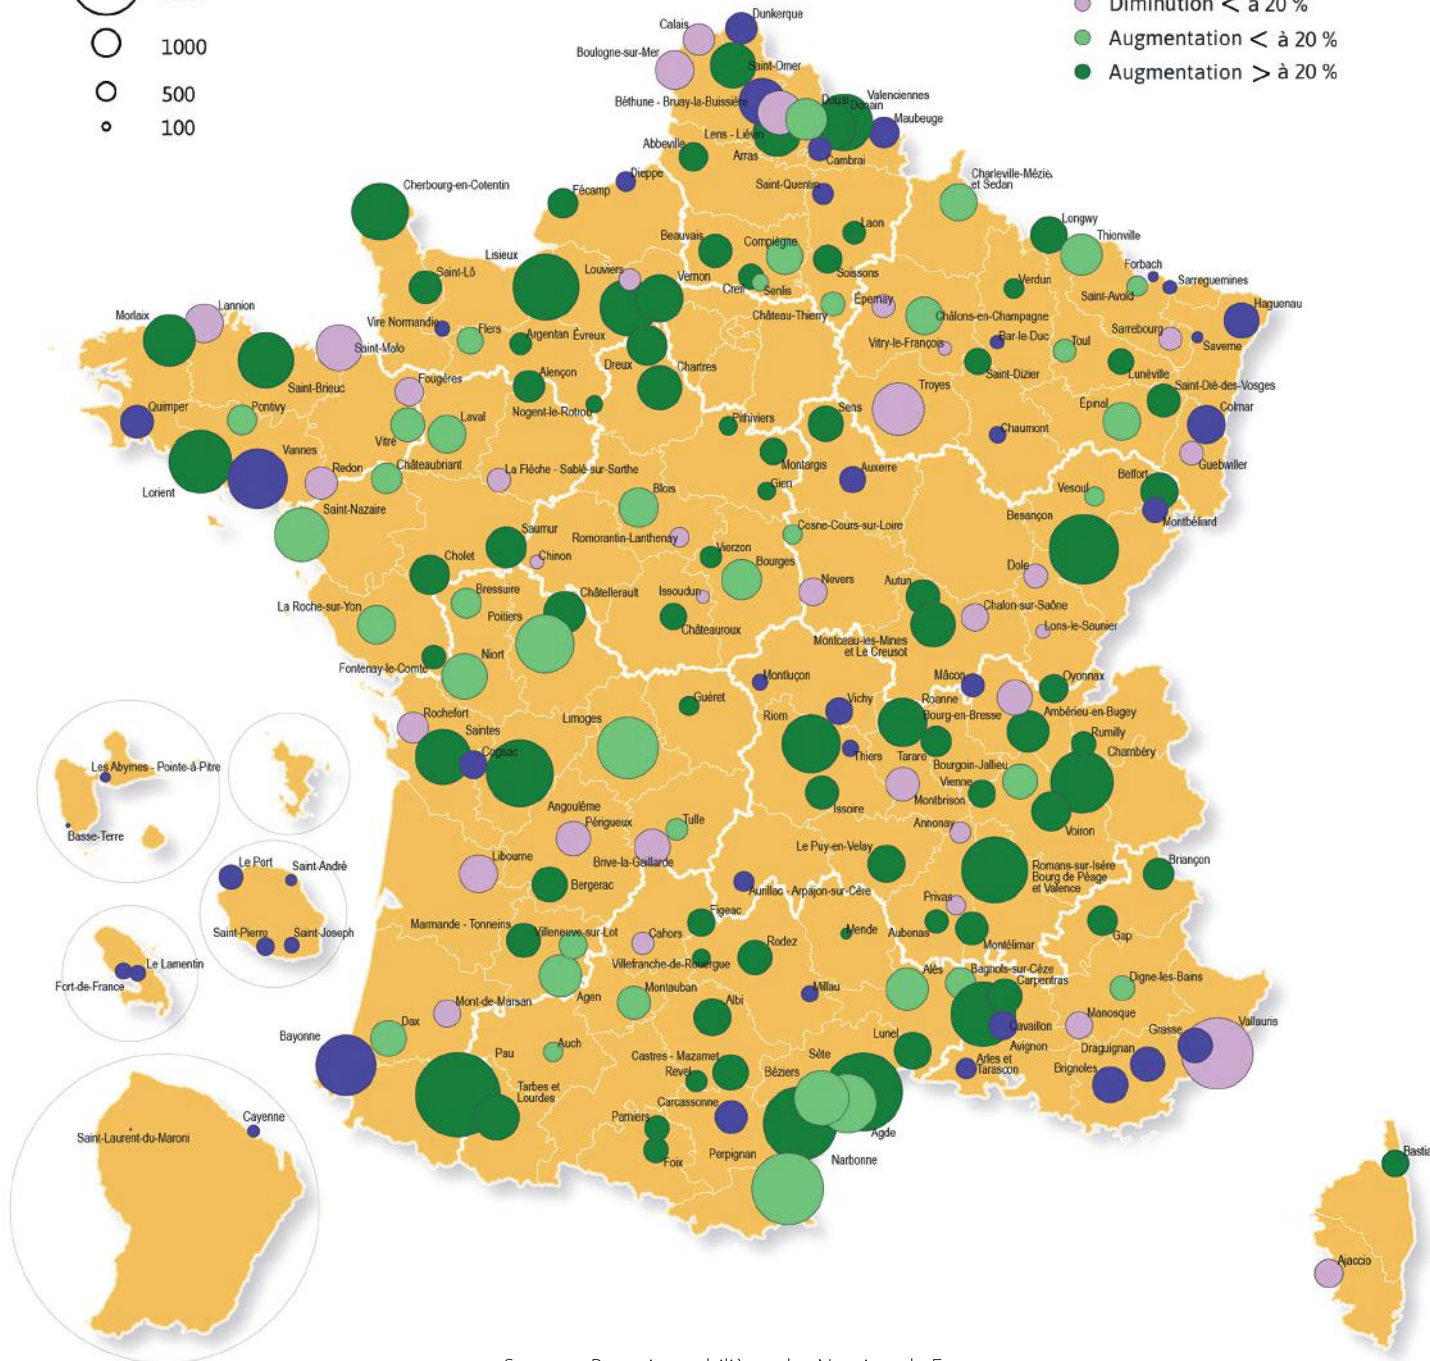 Diminution < à 20 %
1000
Augmentation < à 20 %
500
Augmentation > à 20 %
100
Dunkerque
Calais
Boulogne-sur-Mer
Saint-Omer
Béthune - Bruay-la-Buissière
Douai
Valenciennes
Denain
Maubeuge
Lens - Liévin
Abbeville
Arras
Cambrai
Dieppe
Saint-Quentin
Charleville-Méziè.
et Sedan
Cherbourg-en-Cotentin
Fécamp
Laon
Longwy
Beauvais
Compiègne
Thionville
Lisieux
Saint-Lô
Louviers
Vernon
Soissons
Forbach
Sarreguemines
Creil
Senlis
Verdun
Saint-Avold
Épernay
Haguenau
Lannion
Morlaix
Château-Thierry
Châlons-en-Champagne
Vire Normandie
Flers
Argentan
Évreux
Bar-le-Duc
Sarrebourg
Saint-Malo
Vitry-le-François
Toul
Saverne
Dreux
Chartres
Saint-Dizier
Lunéville
Saint-Brieuc
Fougères
Alençon
Troyes
Saint-Dié-des-Vosges
Quimper
Pontivy
Laval
Nogent-le-Rotrou
Pithiviers
Sens
Épinal
Colmar
Vitré
Chaumont
Vannes
Redon
Châteaubriant
La Flèche - Sablé-sur-Sarthe
Montargis
Auxerre
Guebwiller
Lorient
Gien
Belfort
Vesoul
Saint-Nazaire
Blois
Besançon
Montbéliard
Saumur
Romorantin-Lanthenay
Cosne-Cours-sur-Loire
Cholet
Chinon
Vierzon
Bourges
Dole
Bressuire
Châtellerault
Issoudun
Nevers
Autun
La Roche-sur-Yon
Poitiers
Châteauroux
Chalon-sur-Saône
Lons-le-Saunier
Montceau-les-Mines
et Le Creusot
Fontenay-le-Comte
Niort
Montluçon
Mâcon
Oyonnax
Guéret
Vichy
Roanne
Rochefort
Limoges
Riom
Bourg-en-Bresse
Ambérieu-en-Bugey
Saintes
Rumilly
Cognac
Thiers
Tarare
Chambéry
Les Abymes - Pointe-à-Pitre
Bourgoin-Jallieu
Vienne
Angoulême
Issoire
Montbrison
Basse-Terre
Périgueux
Tulle
Annonay
Voiron
Libourne
Brive-la-Gaillarde
Le Puy-en-Velay
Le Port
Saint-André
Bergerac
Romans-sur-Isère
Bourg de Péage
et Valence
Briançon
Aurillac - Arpajon-sur-Cère
Privas
Figeac
Marmande - Tonneins
Villeneuve-sur-Lot
Cahors
Mende
Aubenas
Gap
Saint-Pierre
Saint-Joseph
Rodez
Montélimar
Le Lamentin
Villefranche-de-Rouergue
Alès
Bagnols-sur-Cèze
Digne-les-Bains
Fort-de-France
Agen
Montauban
Millau
Carpentras
Mont-de-Marsan
Albi
Manosque
Dax
Cavaillon
Vallauris
Bayonne
Lunel
Grasse
Auch
Avignon
Draguignan
Pau
Castres - Mazamet
Sète
Arles et
Tarascon
Brignoles
Revel
Béziers
Tarbes et
Lourdes
Carcassonne
Cayenne
Pamiers
Agde
Saint-Laurent-du-Maroni
Foix
Perpignan
Narbonne
Bastia
Ajaccio